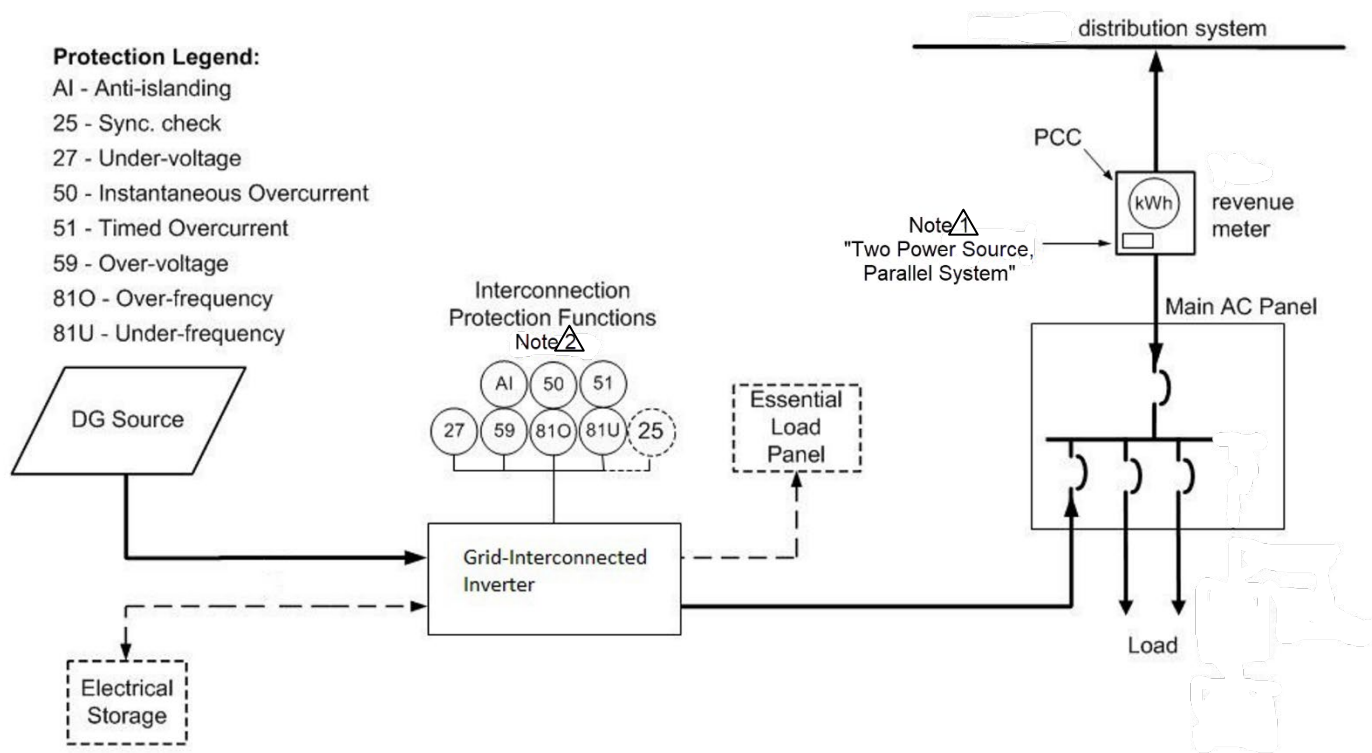 distribution system
Protection Legend:
AI - Anti-islanding
25 - Sync. check
27 - Under-voltage
50 - Instantaneous Overcurrent
51 - Timed Overcurrent
59 - Over-voltage
81O - Over-frequency
81U - Under-frequency
PCC
kWh
revenue
meter
Note 1
"Two Power Source,
Parallel System"
Main AC Panel
Interconnection
Protection Functions
Note 2
AI 50 51
27 59 81O 81U 25
DG Source
Essential
Load
Panel
Grid-Interconnected
Inverter
Electrical
Storage
Load